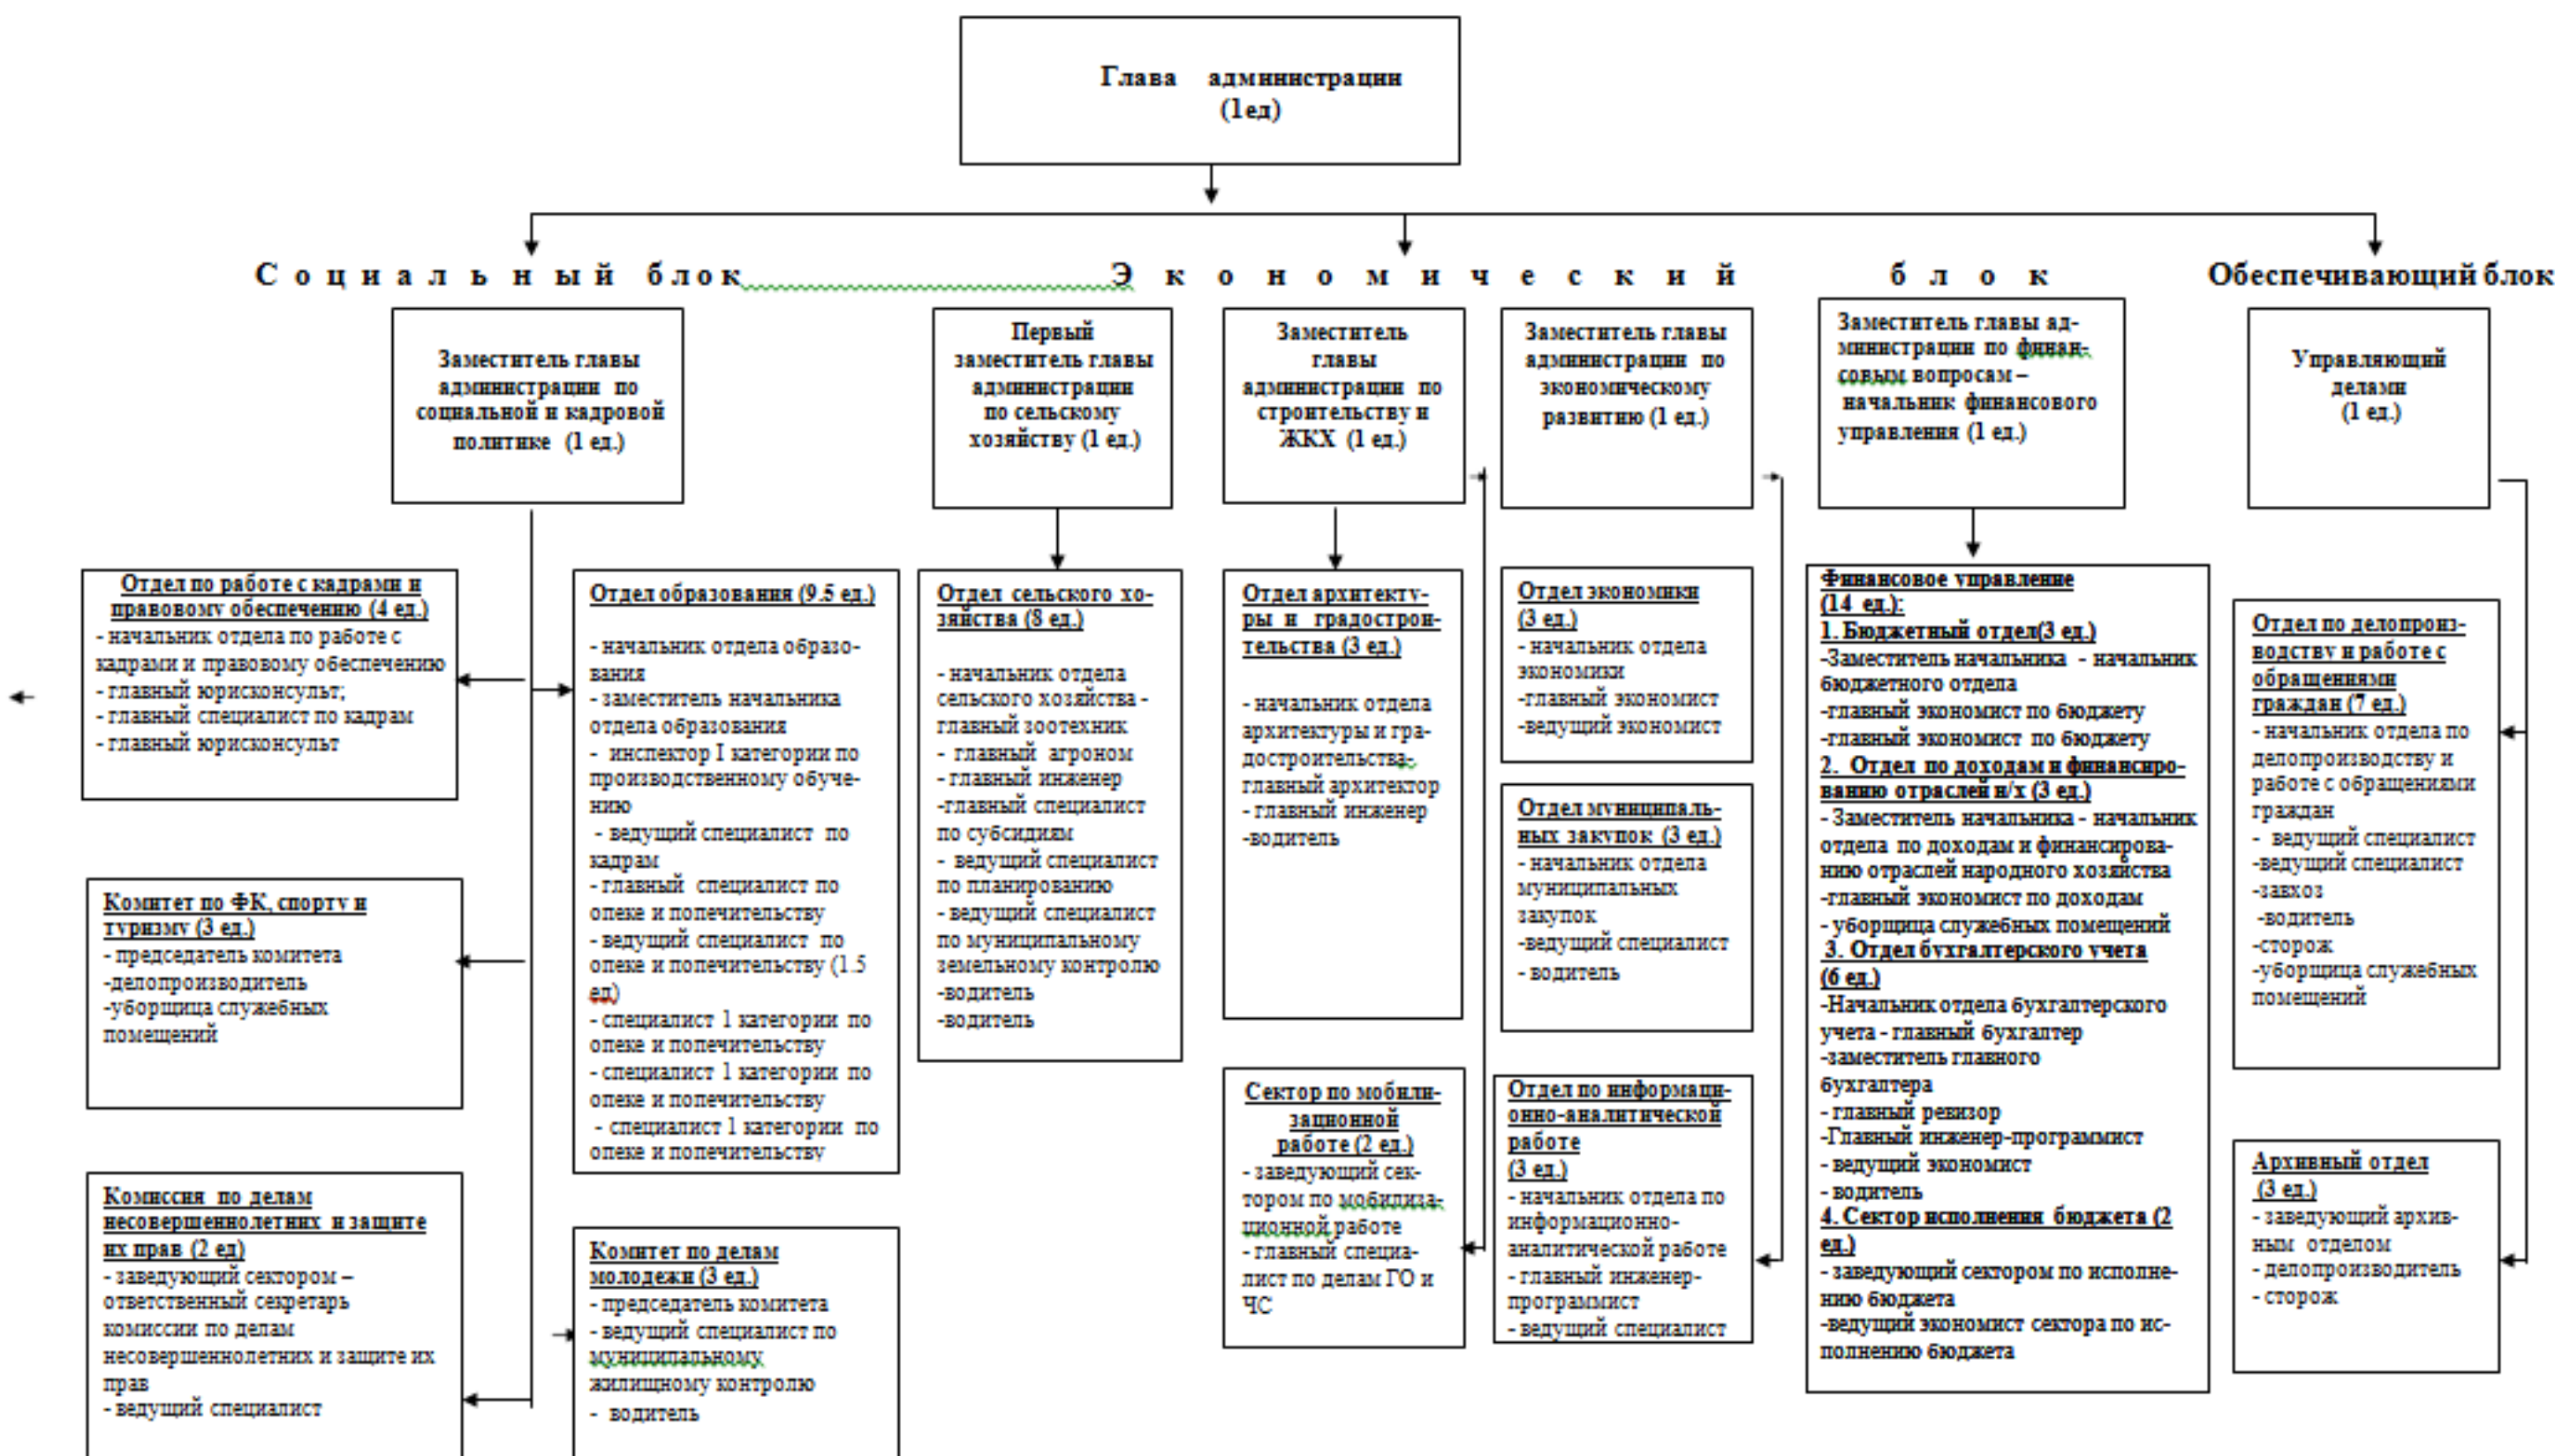 Глава администрации
(1ед)
Социальный блок
Экономический блок
Обеспечивающий блок
Заместитель главы
администрации по
социальной и кадровой
политике (1 ед.)
Первый
заместитель главы
администрации
по сельскому
хозяйству (1 ед.)
Заместитель
главы
администрации по
строительству и
ЖКХ (1 ед.)
Заместитель главы
администрации по
экономическому
развитию (1 ед.)
Заместитель главы ад-
министрации по финан-
совым вопросам –
начальник финансового
управления (1 ед.)
Управляющий
делами
(1 ед.)
Отдел по работе с кадрами и
правовому обеспечению (4 ед.)
- начальник отдела по работе с
кадрами и правовому обеспечению
- главный юрисконсульт;
- главный специалист по кадрам
- главный юрисконсульт
Комитет по ФК, спорту и
туризму (3 ед.)
- председатель комитета
-делопроизводитель
-уборщица служебных
помещений
Комиссия по делам
несовершеннолетних и защите
их прав (2 ед)
- заведующий сектором –
ответственный секретарь
комиссии по делам
несовершеннолетних и защите их
прав
- ведущий специалист
Отдел образования (9.5 ед.)
- начальник отдела образо-
вания
- заместитель начальника
отдела образования
- инспектор I категории по
производственному обуче-
нию
- ведущий специалист по
кадрам
- главный специалист по
опеке и попечительству
- ведущий специалист по
опеке и попечительству (1.5
ед)
- специалист 1 категории по
опеке и попечительству
- специалист 1 категории по
опеке и попечительству
- специалист 1 категории по
опеке и попечительству
Комитет по делам
молодежи (3 ед.)
- председатель комитета
- ведущий специалист по
муниципальному
жилищному контролю
- водитель
Отдел сельского хо-
зяйства (8 ед.)
- начальник отдела
сельского хозяйства -
главный зоотехник
- главный агроном
- главный инженер
-главный специалист
по субсидиям
- ведущий специалист
по планированию
- ведущий специалист
по муниципальному
земельному контролю
-водитель
-водитель
Отдел архитекту-
ры и градострои-
тельства (3 ед.)
- начальник отдела
архитектуры и гра-
достроительства-
главный архитектор
- главный инженер
-водитель
Сектор по мобили-
зационной
работе (2 ед.)
- заведующий сек-
тором по мобилиза-
ционной работе
- главный специа-
лист по делам ГО и
ЧС
Отдел экономики
(3 ед.)
- начальник отдела
экономики
-главный экономист
-ведущий экономист
Отдел муниципаль-
ных закупок (3 ед.)
- начальник отдела
муниципальных
закупок
-ведущий специалист
- водитель
Отдел по информаци-
онно-аналитической
работе
(3 ед.)
- начальник отдела по
информационно-
аналитической работе
- главный инженер-
программист
- ведущий специалист
Финансовое управление
(14 ед.):
1. Бюджетный отдел(3 ед.)
-Заместитель начальника - начальник
бюджетного отдела
-главный экономист по бюджету
-главный экономист по бюджету
2. Отдел по доходам и финансиро-
ванию отраслей н/х (3 ед.)
- Заместитель начальника - начальник
отдела по доходам и финансирова-
нию отраслей народного хозяйства
-главный экономист по доходам
- уборщица служебных помещений
3. Отдел бухгалтерского учета
(6 ед.)
-Начальник отдела бухгалтерского
учета - главный бухгалтер
-заместитель главного
бухгалтера
- главный ревизор
-Главный инженер-программист
- ведущий экономист
- водитель
4. Сектор исполнения бюджета (2
ед.)
- заведующий сектором по исполне-
нию бюджета
-ведущий экономист сектора по ис-
полнению бюджета
Отдел по делопроиз-
водству и работе с
обращениями
граждан (7 ед.)
- начальник отдела по
делопроизводству и
работе с обращениями
граждан
- ведущий специалист
-ведущий специалист
-завхоз
-водитель
-сторож
-уборщица служебных
помещений
Архивный отдел
(3 ед.)
- заведующий архив-
ным отделом
- делопроизводитель
- сторож